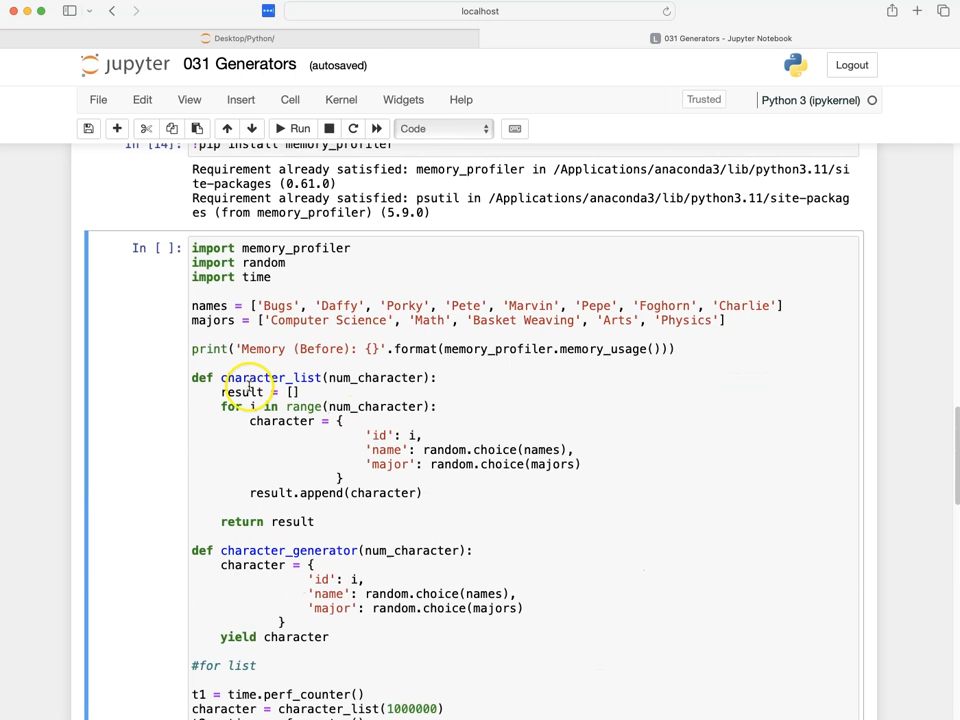 localhost
Desktop/Python/
L 031 Generators - Jupyter Notebook
jupyter 031 Generators (autosaved)
Logout
File Edit View Insert Cell Kernel Widgets Help
Trusted
Python 3 (ipykernel)
Run
Code
In [14]: !pip install memory_profiler
Requirement already satisfied: memory_profiler in /Applications/anaconda3/lib/python3.11/si
te-packages (0.61.0)
Requirement already satisfied: psutil in /Applications/anaconda3/lib/python3.11/site-packag
es (from memory_profiler) (5.9.0)
In [ ]: import memory_profiler
import random
import time
names = ['Bugs', 'Daffy', 'Porky', 'Pete', 'Marvin', 'Pepe', 'Foghorn', 'Charlie']
majors = ['Computer Science', 'Math', 'Basket Weaving', 'Arts', 'Physics']
print('Memory (Before): {}'.format(memory_profiler.memory_usage()))
def character_list(num_character):
result = []
for i in range(num_character):
character = {
'id': i,
'name': random.choice(names),
'major': random.choice(majors)
}
result.append(character)
return result
def character_generator(num_character):
character = {
'id': i,
'name': random.choice(names),
'major': random.choice(majors)
}
yield character
#for list
t1 = time.perf_counter()
character = character_list(1000000)